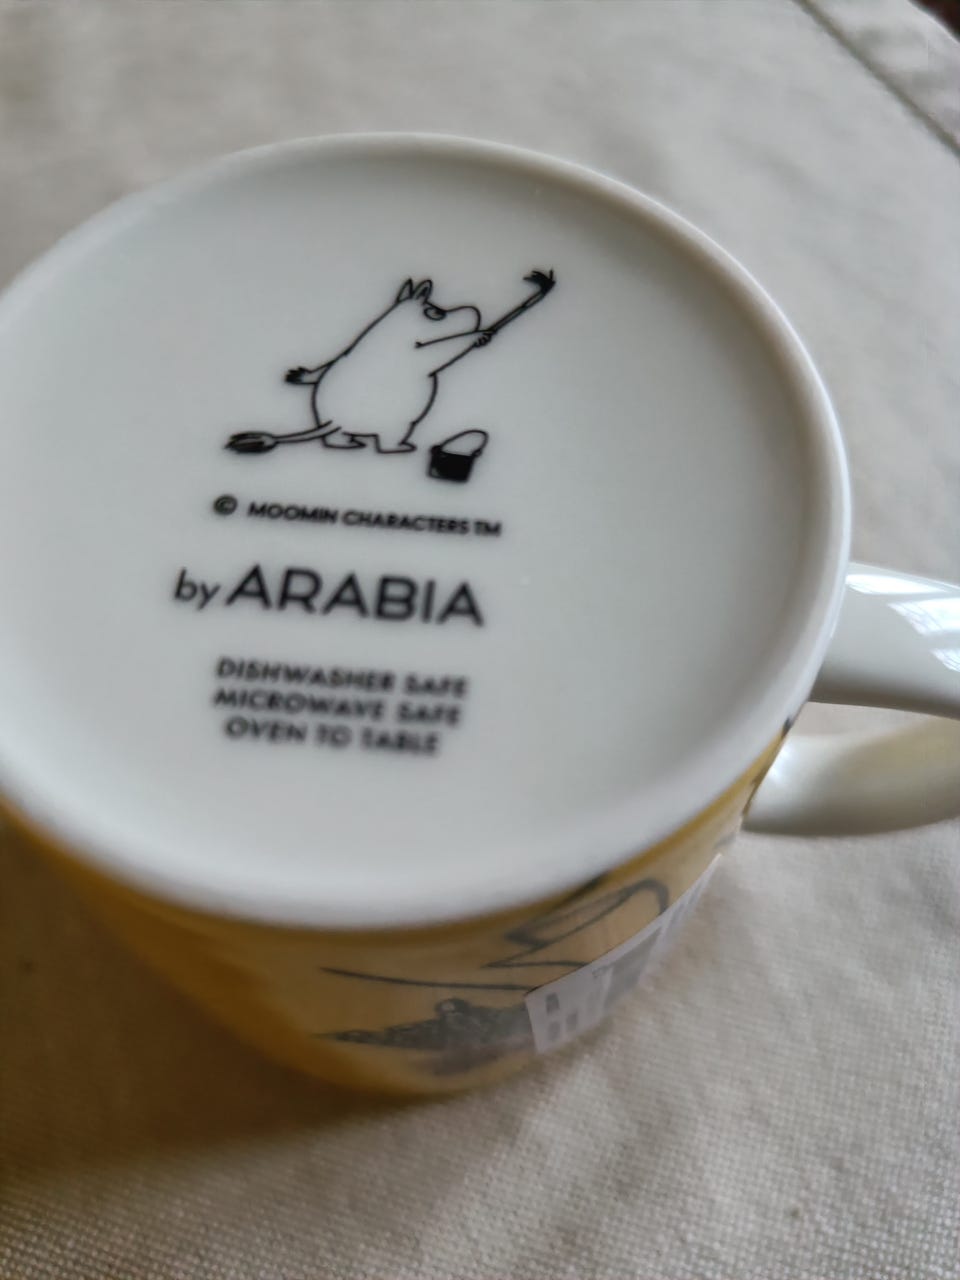 © MOOMIN CHARACTERS TM
by ARABIA
DISHWASHER SAFE
MICROWAVE SAFE
OVEN TO TABLE